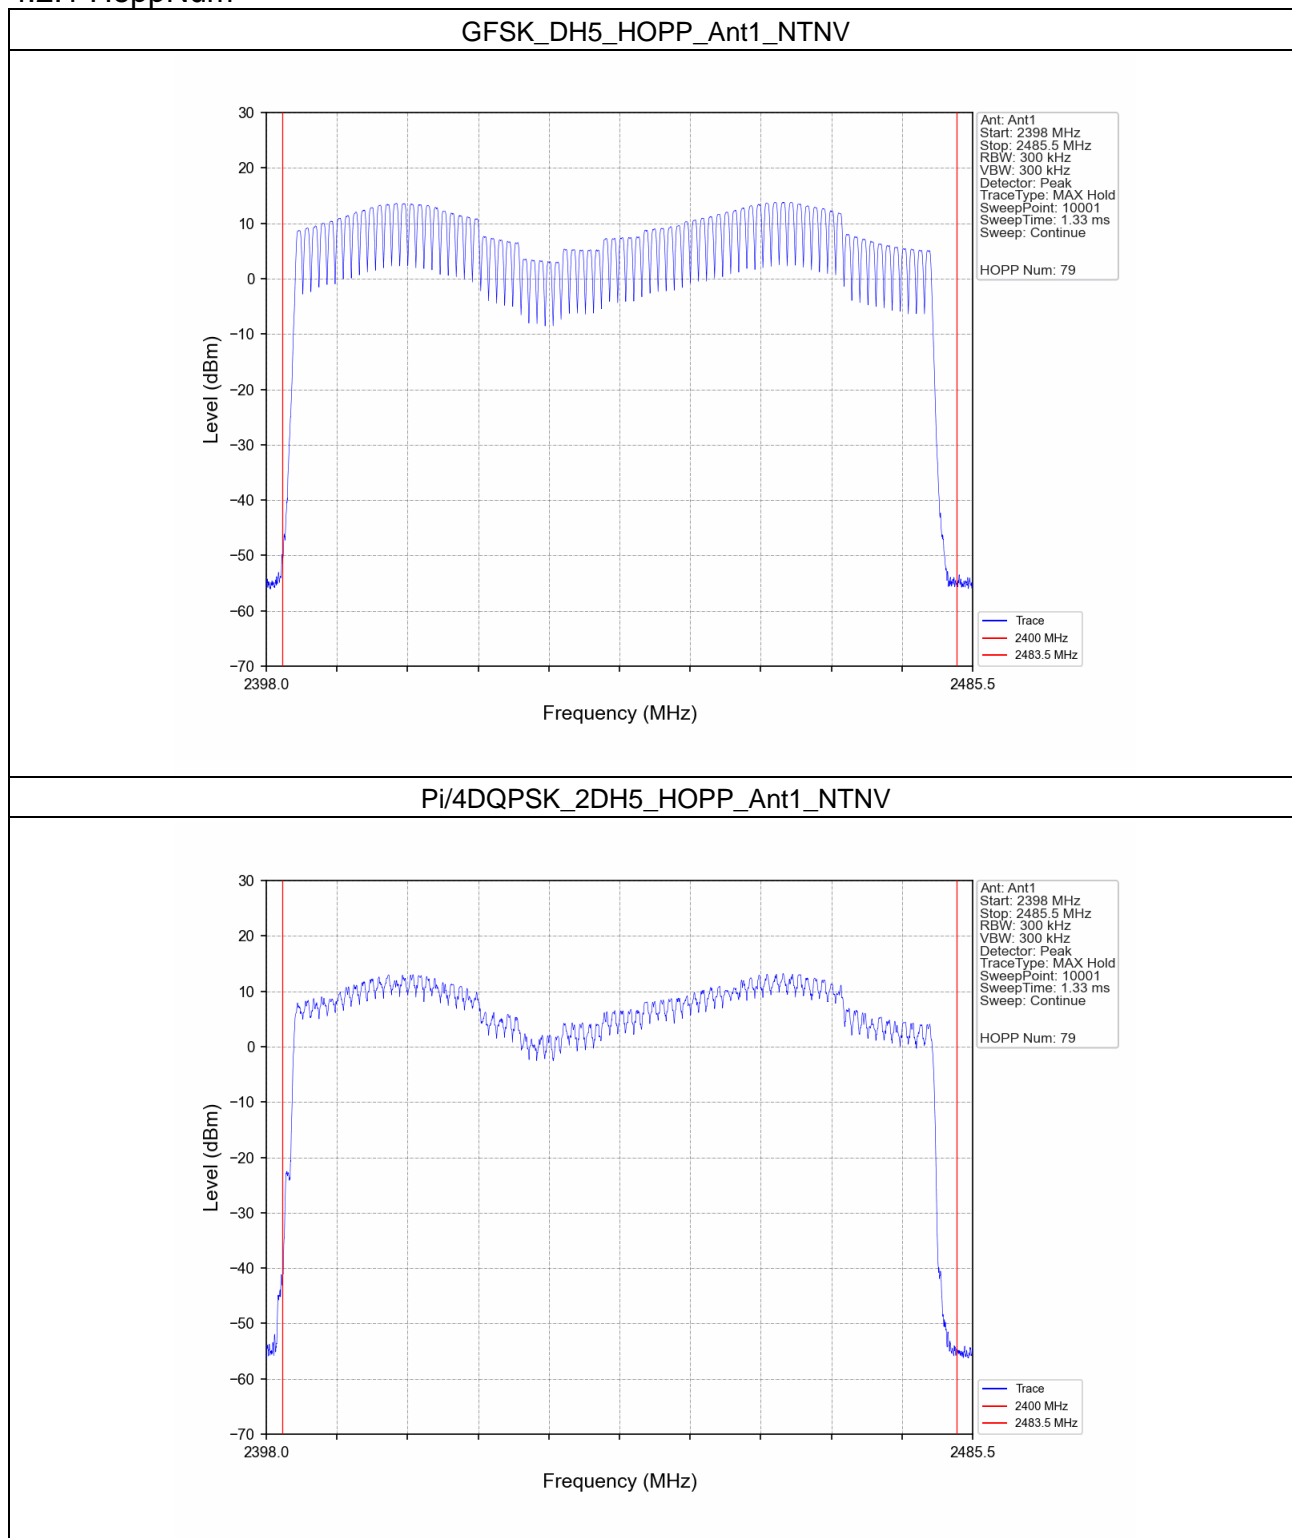 GFSK_DH5_HOPP_Ant1_NTNV
30
20
10
0
−10
−20
−30
−40
−50
−60
−70
Level (dBm)
2398.0
2485.5
Frequency (MHz)
Ant: Ant1
Start: 2398 MHz
Stop: 2485.5 MHz
RBW: 300 kHz
VBW: 300 kHz
Detector: Peak
TraceType: MAX Hold
SweepPoint: 10001
SweepTime: 1.33 ms
Sweep: Continue
HOPP Num: 79
Trace
2400 MHz
2483.5 MHz
Pi/4DQPSK_2DH5_HOPP_Ant1_NTNV
30
20
10
0
−10
−20
−30
−40
−50
−60
−70
Level (dBm)
2398.0
2485.5
Frequency (MHz)
Ant: Ant1
Start: 2398 MHz
Stop: 2485.5 MHz
RBW: 300 kHz
VBW: 300 kHz
Detector: Peak
TraceType: MAX Hold
SweepPoint: 10001
SweepTime: 1.33 ms
Sweep: Continue
HOPP Num: 79
Trace
2400 MHz
2483.5 MHz